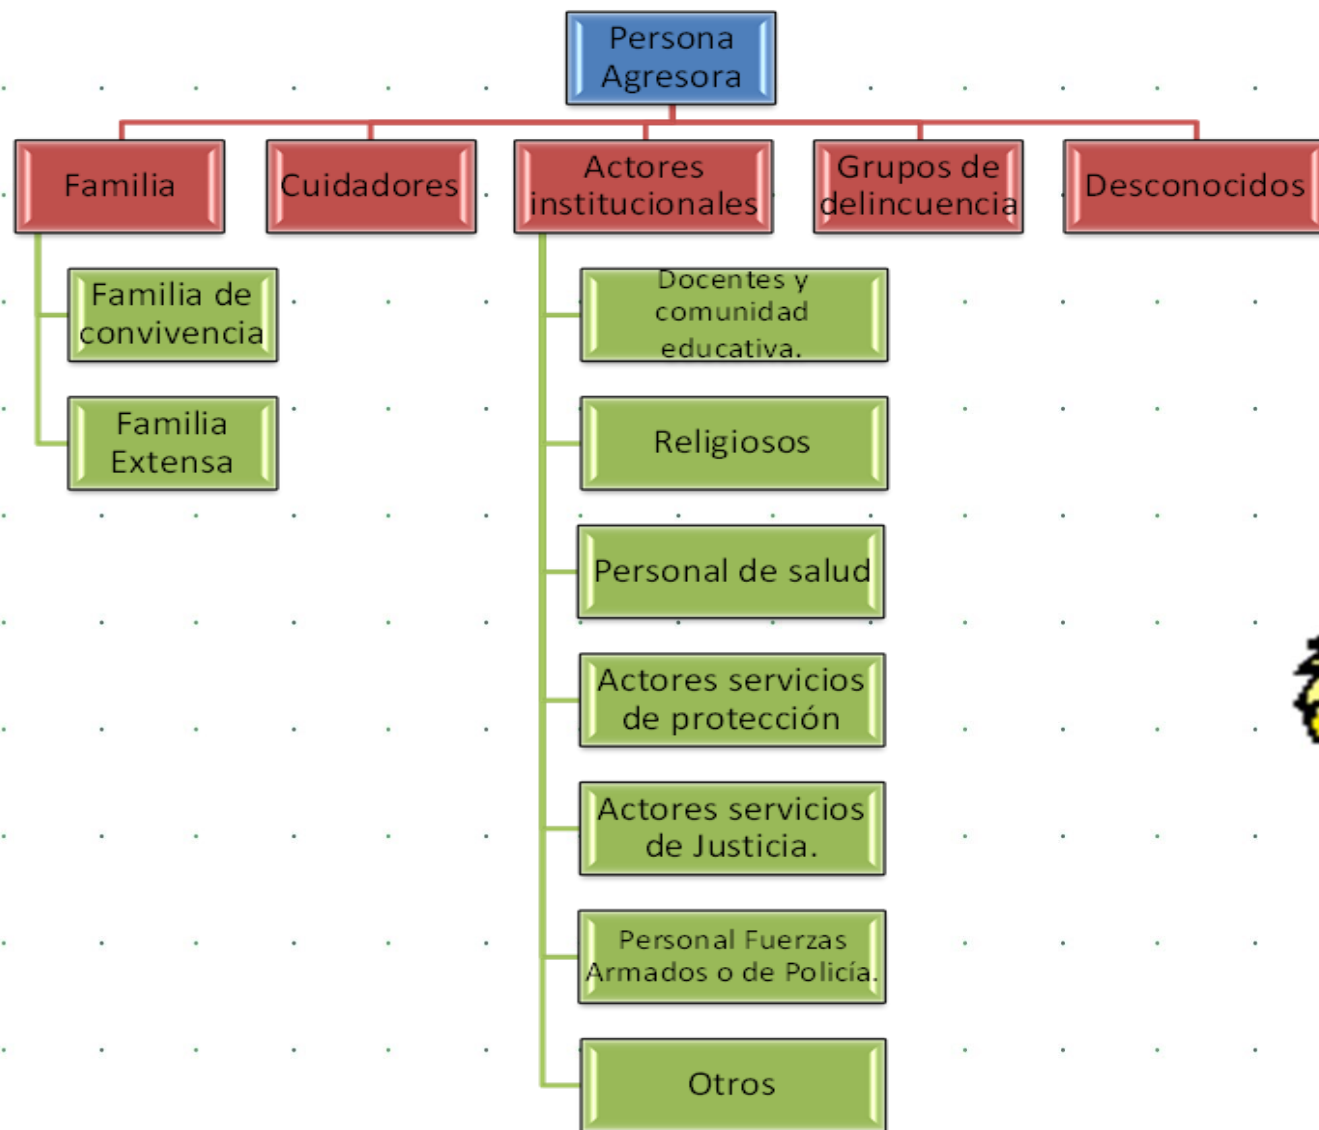 Persona
Agresora
Familia
Cuidadores
Actores
institucionales
Grupos de
delincuencia
Desconocidos
Familia de
convivencia
Familia
Extensa
Docentes y
comunidad
educativa.
Religiosos
Personal de salud
Actores servicios
de protección
Actores servicios
de Justicia.
Personal Fuerzas
Armados o de Policía.
Otros